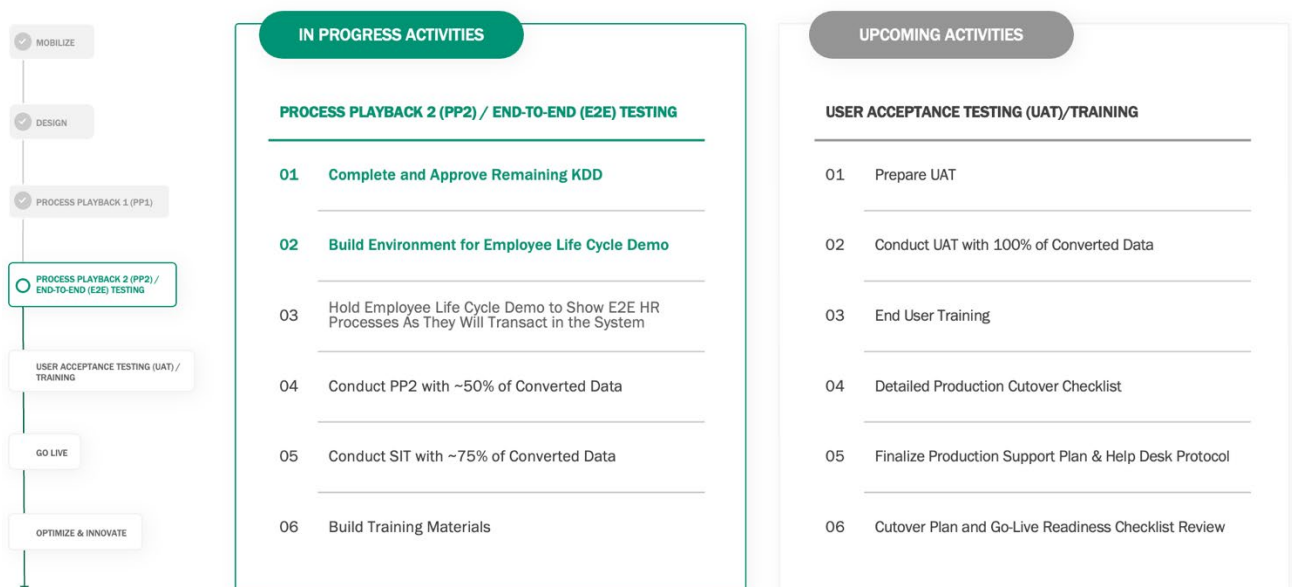 MOBILIZE
DESIGN
PROCESS PLAYBACK 1 (PP1)
PROCESS PLAYBACK 2 (PP2) /
END-TO-END (E2E) TESTING
USER ACCEPTANCE TESTING (UAT) /
TRAINING
GO LIVE
OPTIMIZE & INNOVATE
IN PROGRESS ACTIVITIES
PROCESS PLAYBACK 2 (PP2) / END-TO-END (E2E) TESTING
01 Complete and Approve Remaining KDD
02 Build Environment for Employee Life Cycle Demo
03 Hold Employee Life Cycle Demo to Show E2E HR
Processes As They Will Transact in the System
04 Conduct PP2 with ~50% of Converted Data
05 Conduct SIT with ~75% of Converted Data
06 Build Training Materials
UPCOMING ACTIVITIES
USER ACCEPTANCE TESTING (UAT)/TRAINING
01 Prepare UAT
02 Conduct UAT with 100% of Converted Data
03 End User Training
04 Detailed Production Cutover Checklist
05 Finalize Production Support Plan & Help Desk Protocol
06 Cutover Plan and Go-Live Readiness Checklist Review